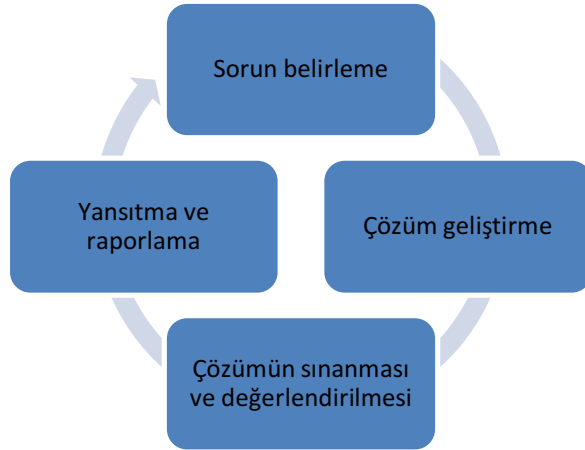 Sorun belirleme
Çözüm geliştirme
Çözümün sınanması
ve değerlendirilmesi
Yansıtma ve
raporlama